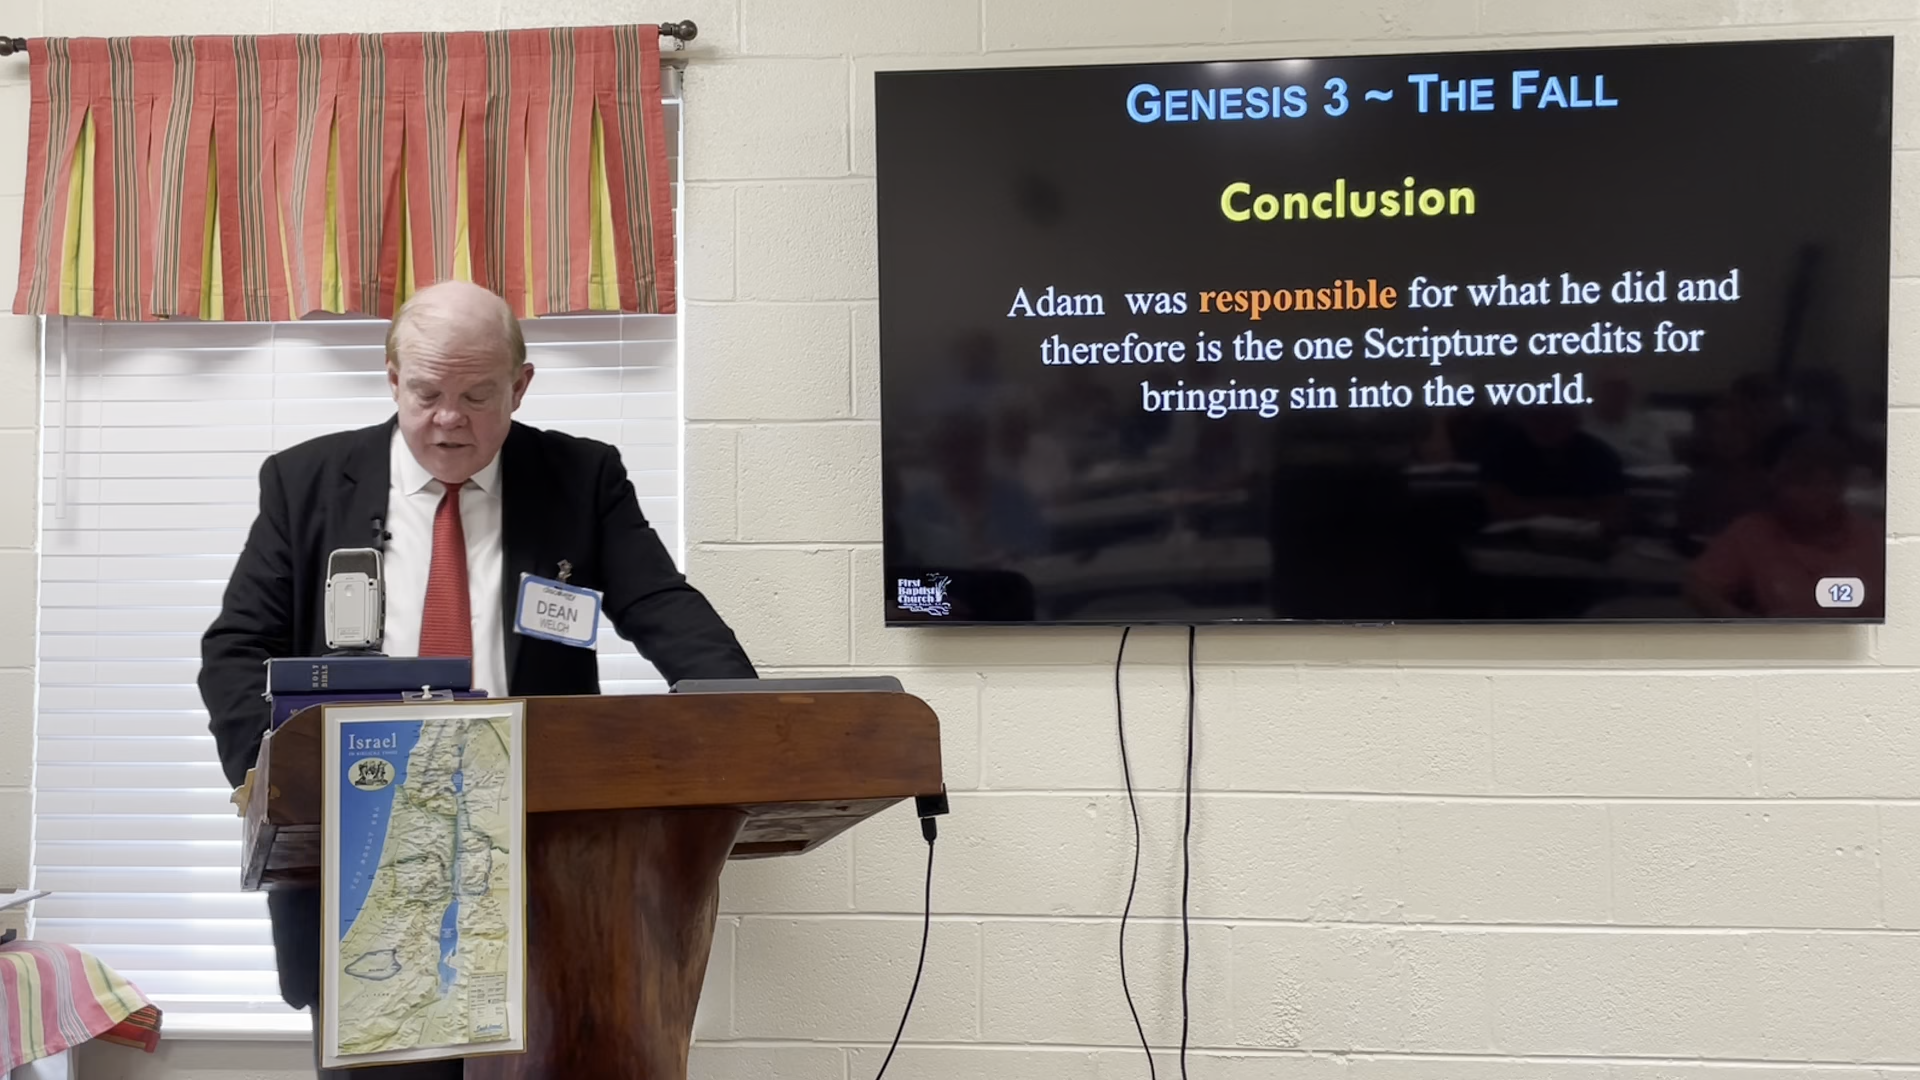 GENESIS 3 ~ THE FALL
Conclusion
Adam was responsible for what he did and
therefore is the one Scripture credits for
bringing sin into the world.
First
Baptist
Church
12
DEAN
WELCH
HOLY
BIBLE
Israel